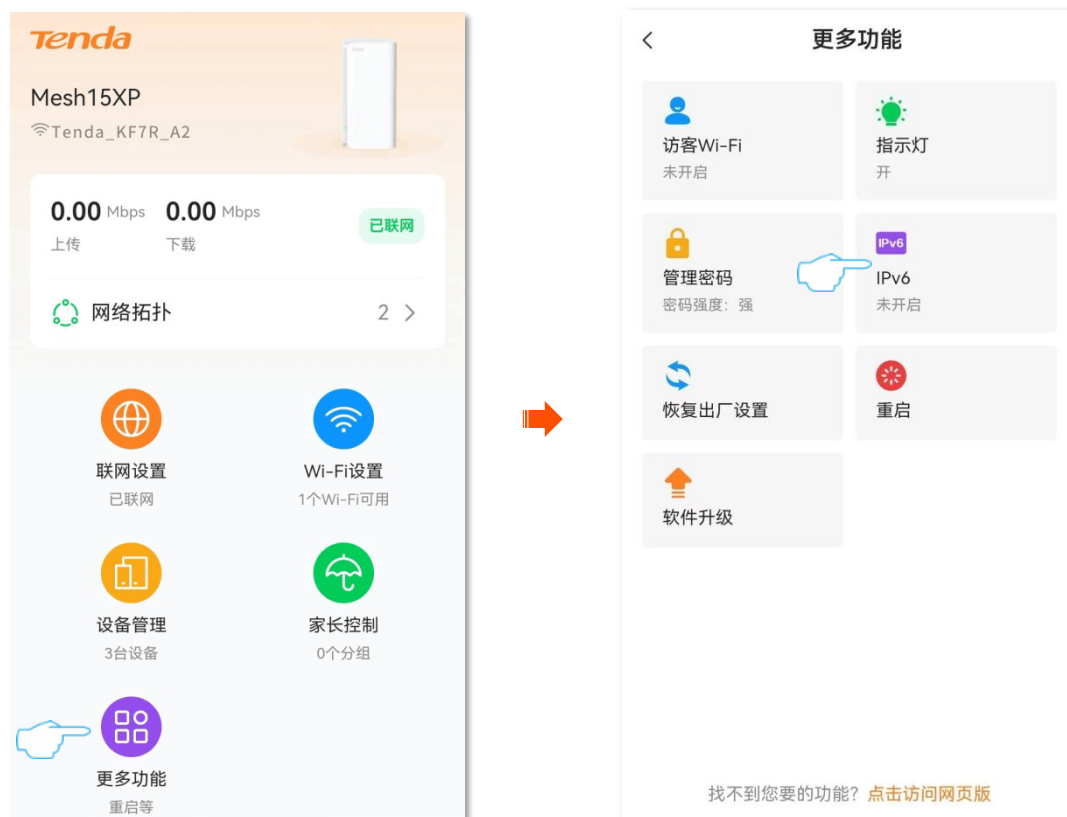 Tenda
Mesh15XP
Tenda_KF7R_A2
0.00 Mbps 0.00 Mbps
上传 下载
已联网
网络拓扑 2
联网设置 Wi-Fi设置
已联网 1个Wi-Fi可用
设备管理 家长控制
3台设备 0个分组
更多功能
重启等
更多功能
访客Wi-Fi 指示灯
未开启 开
IPv6
管理密码 IPv6
密码强度：强 未开启
恢复出厂设置 重启
软件升级
找不到您要的功能？点击访问网页版